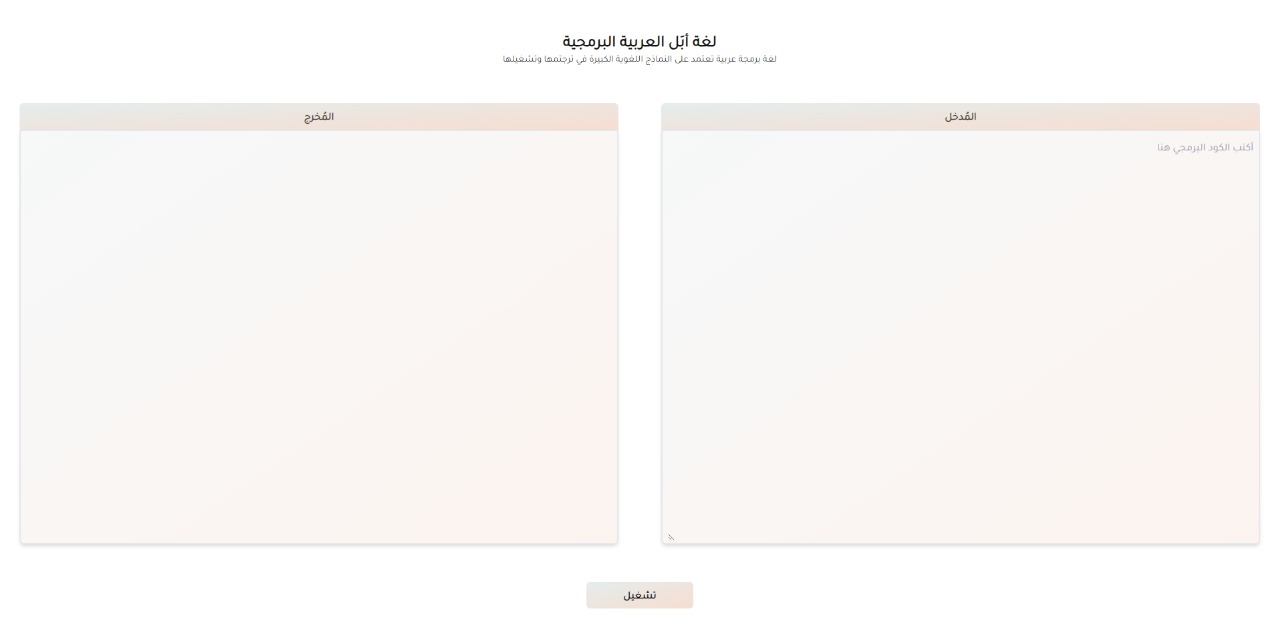 لغة أبَل العربية البرمجية
لغة برمجة عربية تعتمد على النماذج اللغوية الكبيرة في ترجتمها وتشغيلها
المُدخل
المُخرج
أكتب الكود البرمجي هنا
تشغيل